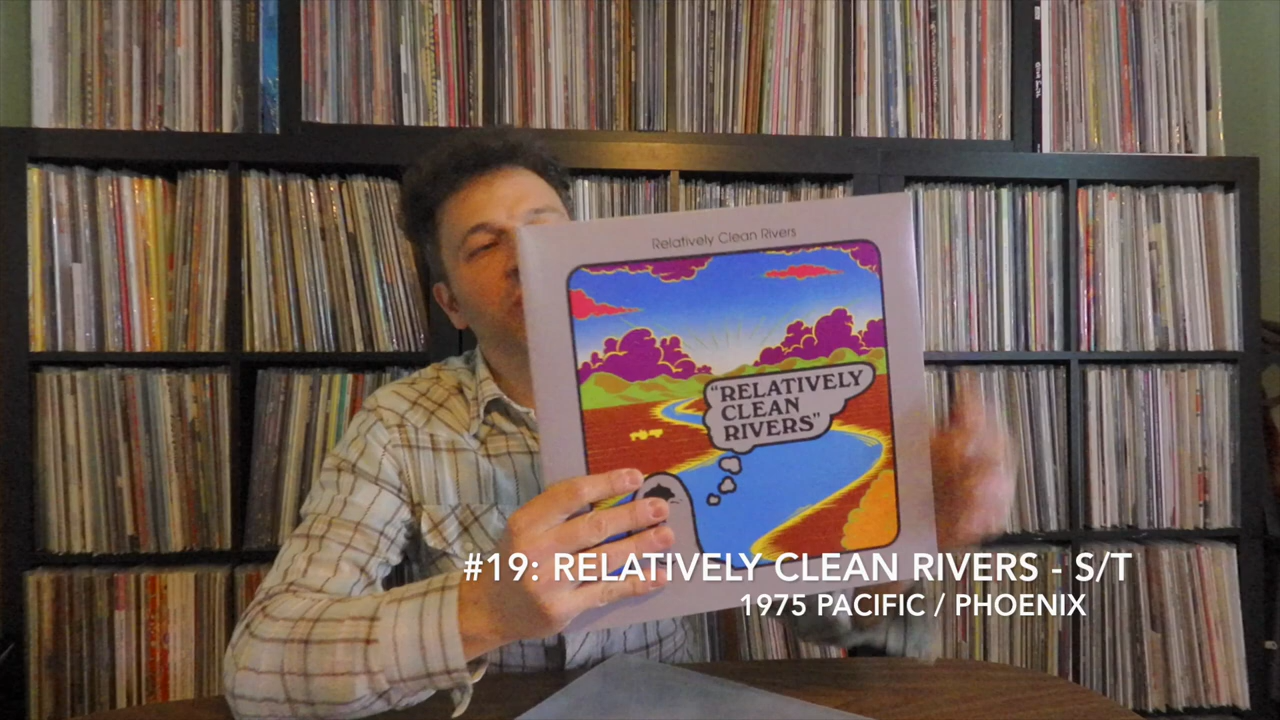 Relatively Clean Rivers
"RELATIVELY
CLEAN
RIVERS"
#19: RELATIVELY CLEAN RIVERS - S/T
1975 PACIFIC / PHOENIX